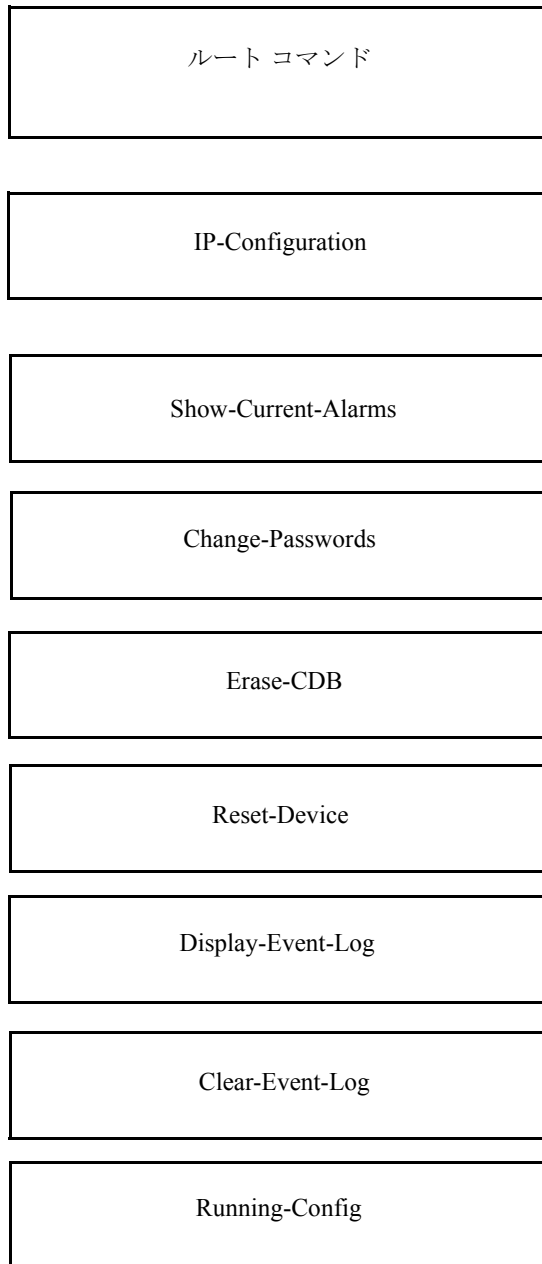 ルート コマンド
IP-Configuration
Show-Current-Alarms
Change-Passwords
Erase-CDB
Reset-Device
Display-Event-Log
Clear-Event-Log
Running-Config